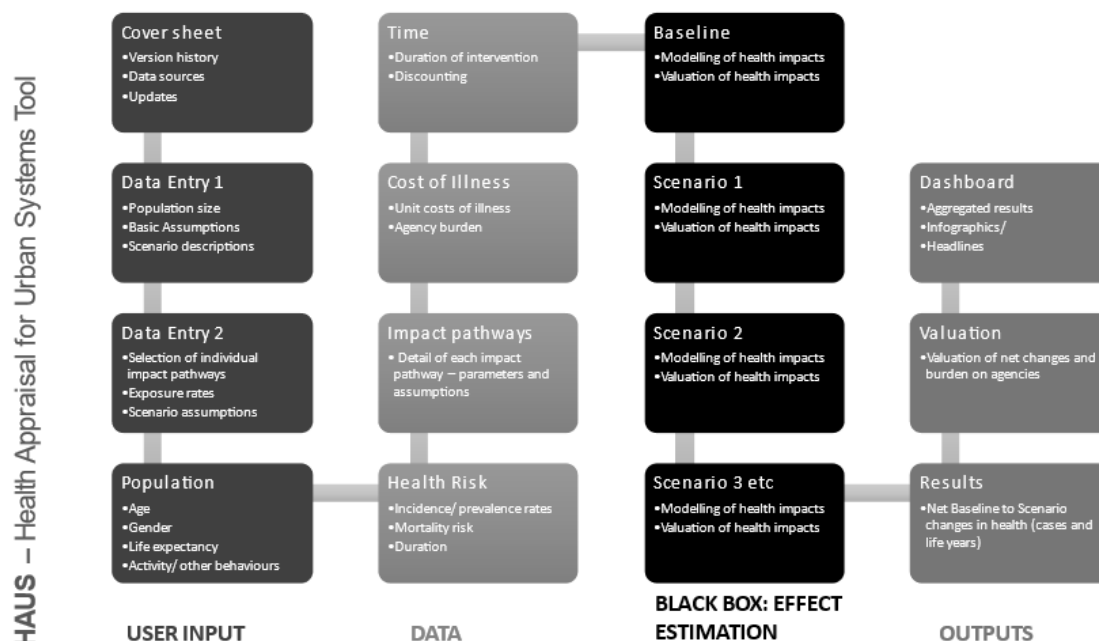 HAUS – Health Appraisal for Urban Systems Tool
Cover sheet
•Version history
•Data sources
•Updates
Data Entry 1
•Population size
•Basic Assumptions
•Scenario descriptions
Data Entry 2
•Selection of individual
impact pathways
•Exposure rates
•Scenario assumptions
Population
•Age
•Gender
•Life expectancy
•Activity/ other behaviours
USER INPUT
Time
•Duration of intervention
•Discounting
Cost of Illness
•Unit costs of illness
•Agency burden
Impact pathways
• Detail of each impact
pathway – parameters and
assumptions
Health Risk
•Incidence/ prevalence rates
•Mortality risk
•Duration
DATA
Baseline
•Modelling of health impacts
•Valuation of health impacts
Scenario 1
•Modelling of health impacts
•Valuation of health impacts
Scenario 2
•Modelling of health impacts
•Valuation of health impacts
Scenario 3 etc
•Modelling of health impacts
•Valuation of health impacts
BLACK BOX: EFFECT
ESTIMATION
Dashboard
•Aggregated results
•Infographics/
•Headlines
Valuation
•Valuation of net changes and
burden on agencies
Results
•Net Baseline to Scenario
changes in health (cases and
life years)
OUTPUTS